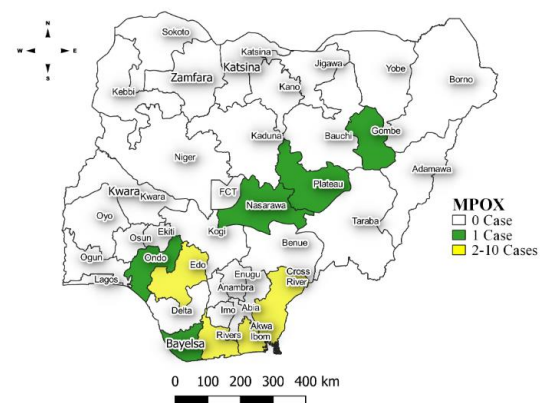 N
W E
S
Sokoto
Katsina
Katsina
Jigawa
Yobe
Borno
Zamfara
Kebbi
Kano
Kaduna
Bauchi
Gombe
Niger
Adamawa
Plateau
FCT
Nasarawa
Taraba
Kwara
Kwara
Oyo
Kogi
Ekiti
Osun
Benue
Ogun
Ondo
Edo
Lagos
Enugu
Anambra
Cross
River
Delta
Imo
Abia
Akwa
Ibom
Rivers
Bayelsa
MPOX
0 Case
1 Case
2-10 Cases
0 100 200 300 400 km